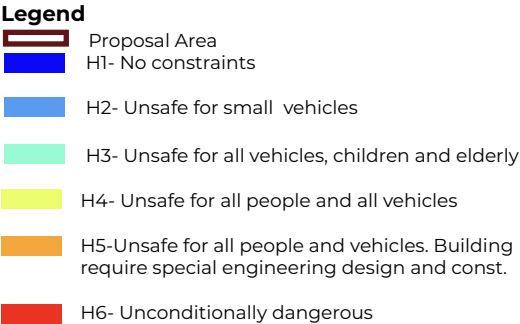 Legend
Proposal Area
H1- No constraints
H2- Unsafe for small vehicles
H3- Unsafe for all vehicles, children and elderly
H4- Unsafe for all people and all vehicles
H5-Unsafe for all people and vehicles. Building
require special engineering design and const.
H6- Unconditionally dangerous